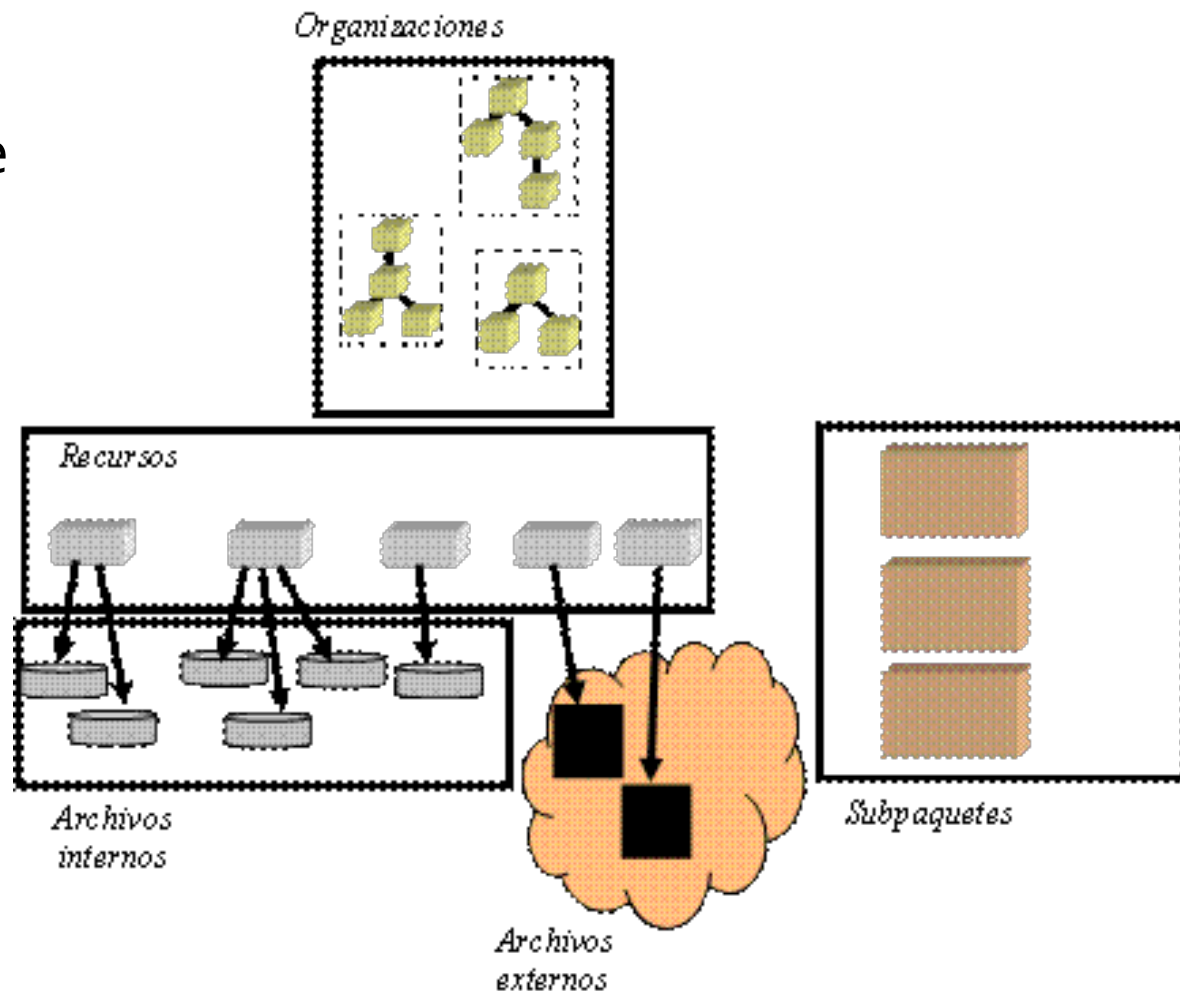 Organizaciones
e
Recursos
Archivos
internos
Subpaquetes
Archivos
externos